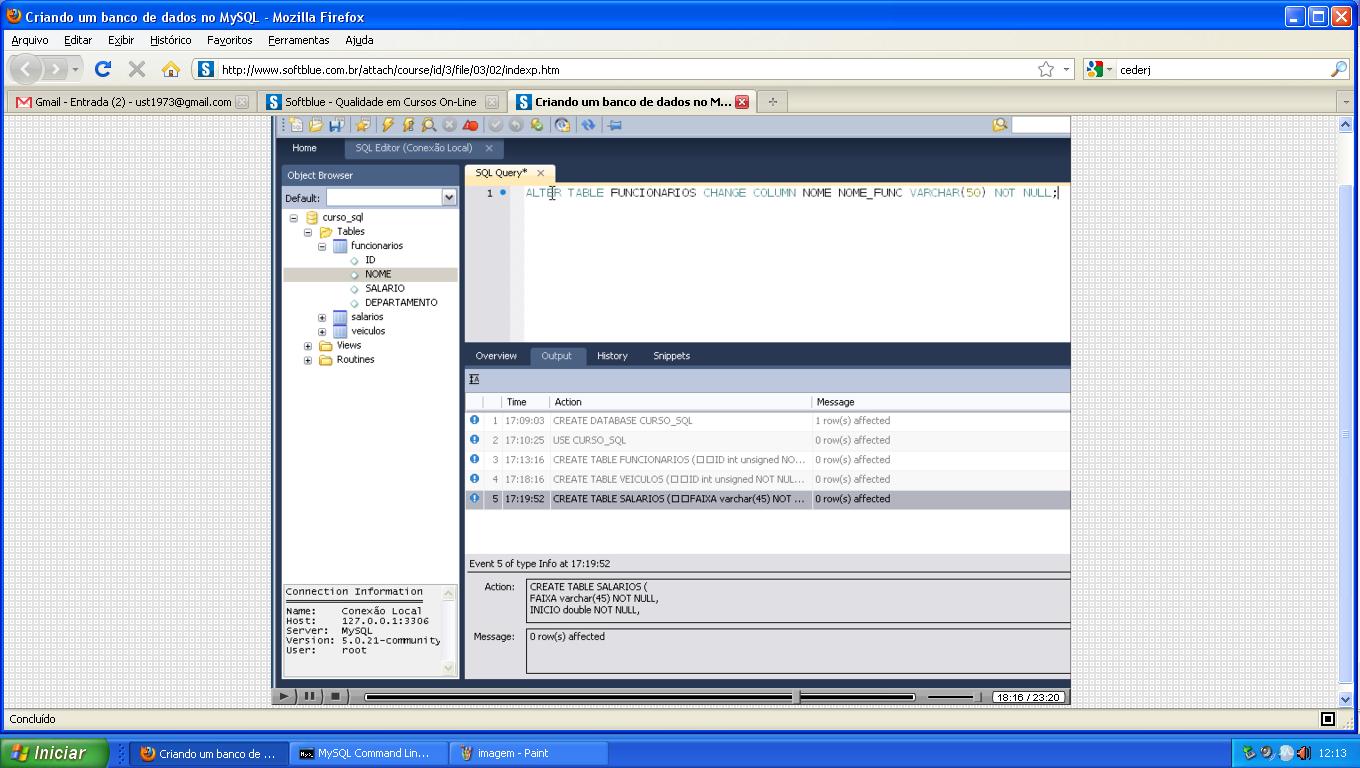 Criando um banco de dados no MySQL - Mozilla Firefox
Arquivo Editar Exibir Histórico Favoritos Ferramentas Ajuda
http://www.softblue.com.br/attach/course/id/3/file/03/02/indexp.htm
cederj
Gmail - Entrada (2) - ust1973@gmail.com
Softblue - Qualidade em Cursos On-Line
Criando um banco de dados no M...
Home SQL Editor (Conexão Local)
Object Browser
Default:
curso_sql
Tables
funcionarios
ID
NOME
SALARIO
DEPARTAMENTO
salarios
veiculos
Views
Routines
SQL Query*
1 ALTER TABLE FUNCIONARIOS CHANGE COLUMN NOME NOME_FUNC VARCHAR(50) NOT NULL;
Overview Output History Snippets
Time Action Message
1 17:09:03 CREATE DATABASE CURSO_SQL 1 row(s) affected
2 17:10:25 USE CURSO_SQL 0 row(s) affected
3 17:13:16 CREATE TABLE FUNCIONARIOS (□□ID int unsigned NO... 0 row(s) affected
4 17:18:16 CREATE TABLE VEICULOS (□□ID int unsigned NOT NUL... 0 row(s) affected
5 17:19:52 CREATE TABLE SALARIOS (□□FAIXA varchar(45) NOT ... 0 row(s) affected
Event 5 of type Info at 17:19:52
Action: CREATE TABLE SALARIOS (
FAIXA varchar(45) NOT NULL,
INICIO double NOT NULL,
Message: 0 row(s) affected
Connection Information
Name: Conexão Local
Host: 127.0.0.1:3306
Server: MySQL
Version: 5.0.21-community
User: root
18:16 / 23:20
Concluído
Iniciar Criando um banco de ... MySQL Command Lin... imagem - Paint 12:13